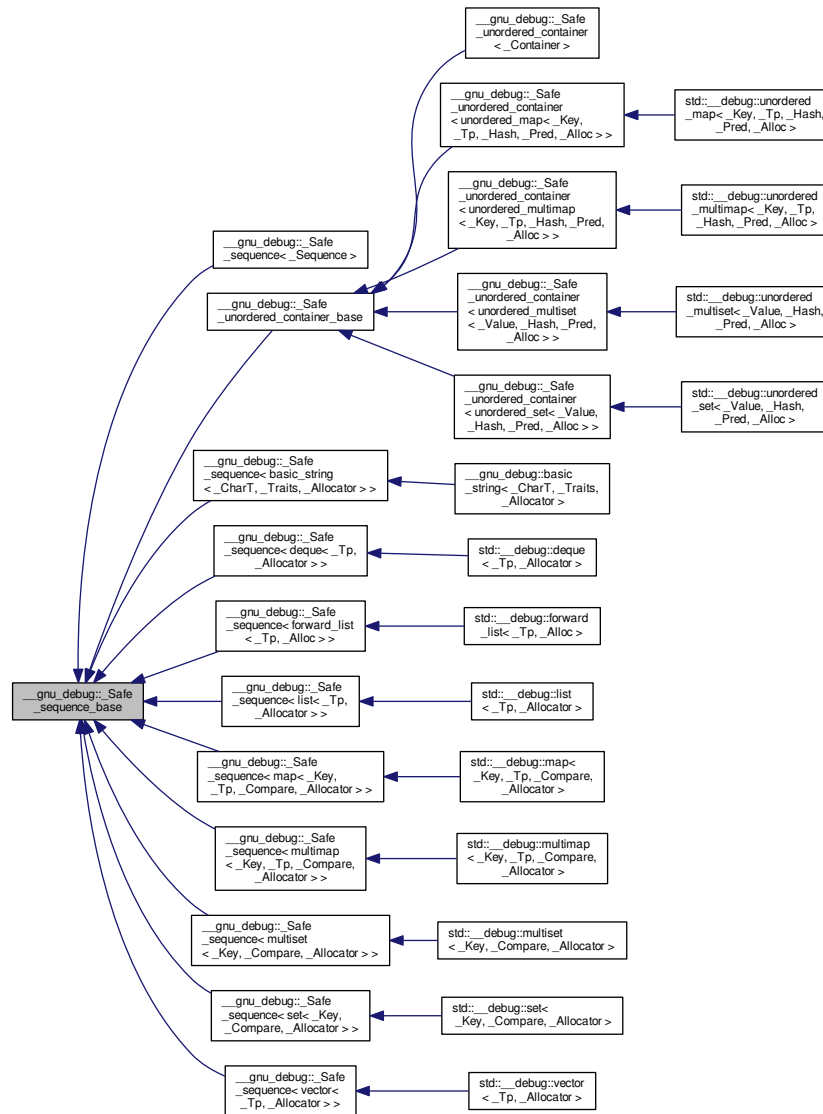 __gnu_debug::_Safe
_unordered_container
< _Container >
__gnu_debug::_Safe
_unordered_container
< unordered_map< _Key,
_Tp, _Hash, _Pred, _Alloc > >
std::__debug::unordered
_map< _Key, _Tp, _Hash,
_Pred, _Alloc >
__gnu_debug::_Safe
_unordered_container
< unordered_multimap
< _Key, _Tp, _Hash, _Pred,
_Alloc > >
std::__debug::unordered
_multimap< _Key, _Tp,
_Hash, _Pred, _Alloc >
__gnu_debug::_Safe
_sequence< _Sequence >
__gnu_debug::_Safe
_unordered_container_base
__gnu_debug::_Safe
_unordered_container
< unordered_multiset
< _Value, _Hash, _Pred,
_Alloc > >
std::__debug::unordered
_multiset< _Value, _Hash,
_Pred, _Alloc >
__gnu_debug::_Safe
_unordered_container
< unordered_set< _Value,
_Hash, _Pred, _Alloc > >
std::__debug::unordered
_set< _Value, _Hash,
_Pred, _Alloc >
__gnu_debug::_Safe
_sequence< basic_string
< _CharT, _Traits, _Allocator > >
__gnu_debug::basic
_string< _CharT, _Traits,
_Allocator >
__gnu_debug::_Safe
_sequence< deque< _Tp,
_Allocator > >
std::__debug::deque
< _Tp, _Allocator >
__gnu_debug::_Safe
_sequence< forward_list
< _Tp, _Alloc > >
std::__debug::forward
_list< _Tp, _Alloc >
__gnu_debug::_Safe
_sequence_base
__gnu_debug::_Safe
_sequence< list< _Tp,
_Allocator > >
std::__debug::list
< _Tp, _Allocator >
__gnu_debug::_Safe
_sequence< map< _Key,
_Tp, _Compare, _Allocator > >
std::__debug::map<
_Key, _Tp, _Compare,
_Allocator >
__gnu_debug::_Safe
_sequence< multimap
< _Key, _Tp, _Compare,
_Allocator > >
std::__debug::multimap
< _Key, _Tp, _Compare,
_Allocator >
__gnu_debug::_Safe
_sequence< multiset
< _Key, _Compare, _Allocator > >
std::__debug::multiset
< _Key, _Compare, _Allocator >
__gnu_debug::_Safe
_sequence< set< _Key,
_Compare, _Allocator > >
std::__debug::set<
_Key, _Compare, _Allocator >
__gnu_debug::_Safe
_sequence< vector<
_Tp, _Allocator > >
std::__debug::vector
< _Tp, _Allocator >